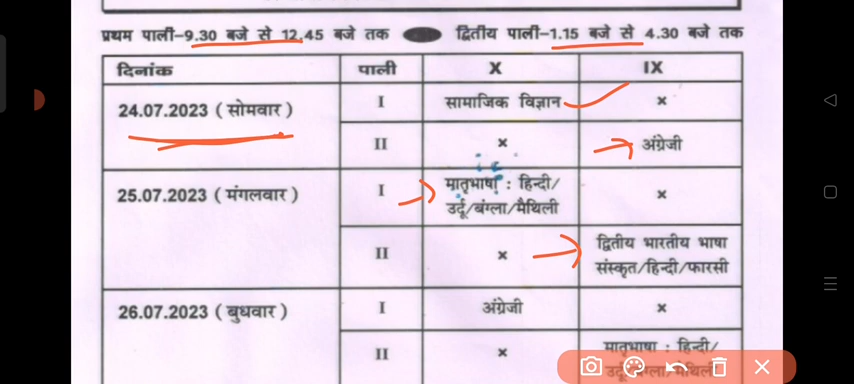 प्रथम पाली-9.30 बजे से 12.45 बजे तक द्वितीय पाली-1.15 बजे से 4.30 बजे तक
दिनांक पाली X IX
24.07.2023 ( सोमवार ) I सामाजिक विज्ञान ×
II × अंग्रेजी
25.07.2023 ( मंगलवार ) I मातृभाषा : हिन्दी/ ×
उर्दू/बंग्ला/मैथिली
II × द्वितीय भारतीय भाषा
संस्कृत/हिन्दी/फारसी
26.07.2023 ( बुधवार ) I अंग्रेजी ×
II × मातृभाषा : हिन्दी/